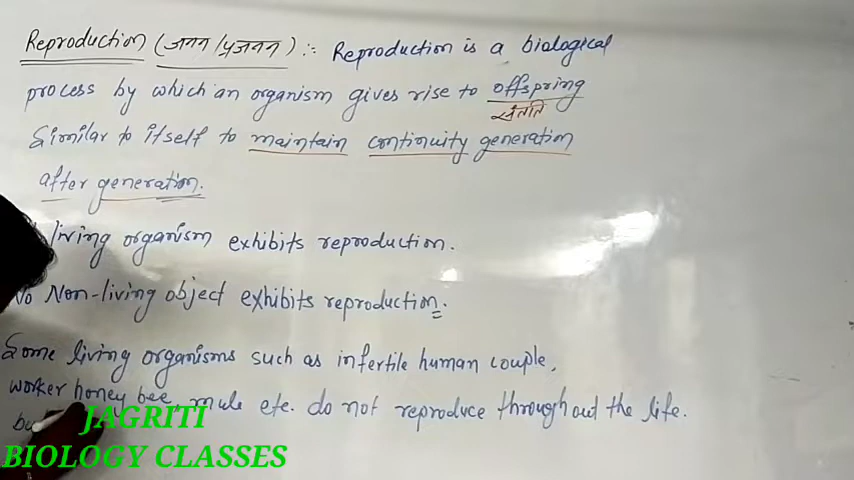 Reproduction (जनन/प्रजनन) :- Reproduction is a biological
process by which an organism gives rise to offspring
संतति
Similar to itself to maintain continuity generation
after generation.
living organism exhibits reproduction.
No Non-living object exhibits reproduction.
Some living organisms such as infertile human couple,
worker honey bee, mule etc. do not reproduce throughout the life.
JAGRITI
BIOLOGY CLASSES